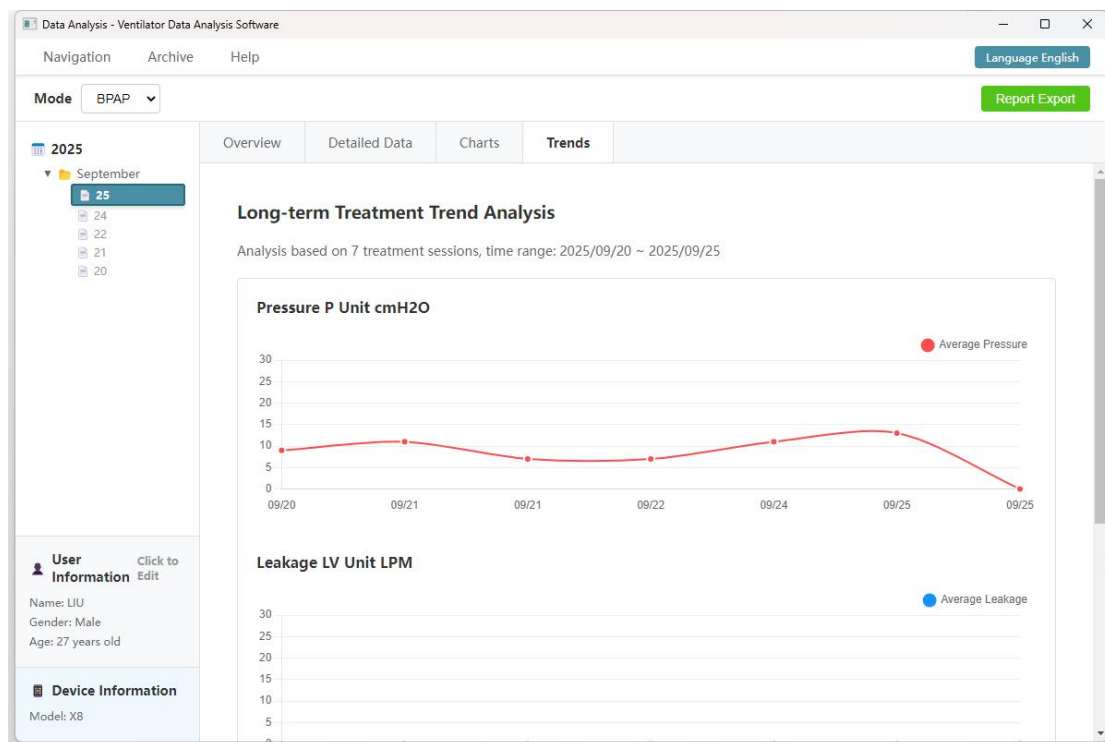 Data Analysis - Ventilator Data Analysis Software
Navigation Archive Help Language English
Mode BPAP Report Export
2025
September
25
24
22
21
20
Overview Detailed Data Charts Trends
Long-term Treatment Trend Analysis
Analysis based on 7 treatment sessions, time range: 2025/09/20 ~ 2025/09/25
Pressure P Unit cmH2O
Average Pressure
30
25
20
15
10
5
0
09/20 09/21 09/21 09/22 09/24 09/25 09/25
Leakage LV Unit LPM
Average Leakage
30
25
20
15
10
5
User Information Click to Edit
Name: LIU
Gender: Male
Age: 27 years old
Device Information
Model: X8